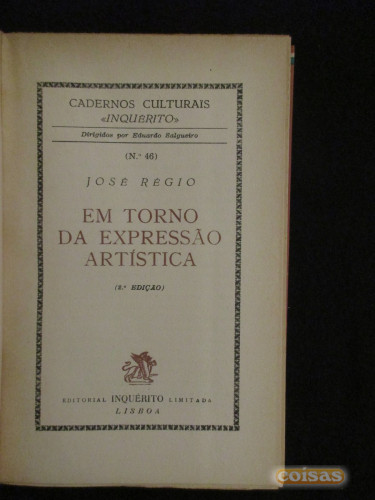 CADERNOS CULTURAIS
«INQUÉRITO»
Dirigidos por Eduardo Salgueiro
(N.º 46)
JOSÉ RÉGIO
EM TORNO
DA EXPRESSÃO
ARTÍSTICA
(2.ª EDIÇÃO)
EDITORIAL INQUÉRITO LIMITADA
LISBOA
coisas